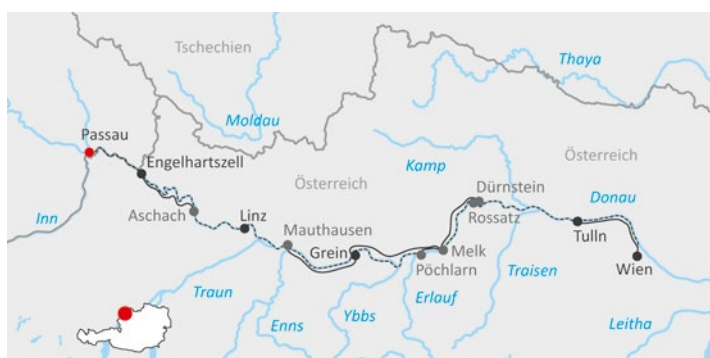 Tschechien
Thaya
Moldau
Passau
Engelhartszell
Kamp
Österreich
Österreich
Dürnstein
Donau
Inn
Aschach
Linz
Rossatz
Mauthausen
Tulln
Grein
Melk
Pöchlarn
Wien
Traun
Traisen
Enns
Ybbs
Erlauf
Leitha